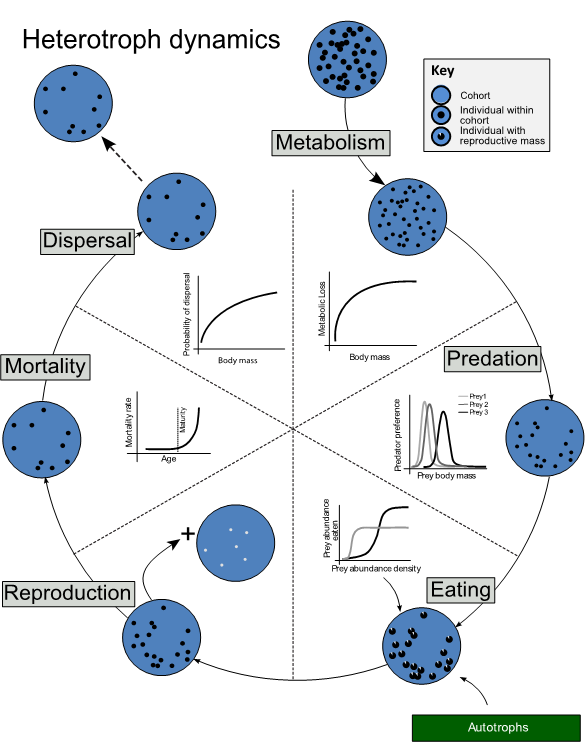 Heterotroph dynamics
Key
Cohort
Individual within
cohort
Individual with
reproductive mass
Metabolism
Dispersal
Probability of dispersal
Body mass
Metabolic Loss
Body mass
Mortality
Predation
Mortality rate
Maturity
Age
Predator preference
Prey1
Prey 2
Prey 3
Prey body mass
Prey abundance
eaten
Prey abundance density
+
Reproduction
Eating
Autotrophs